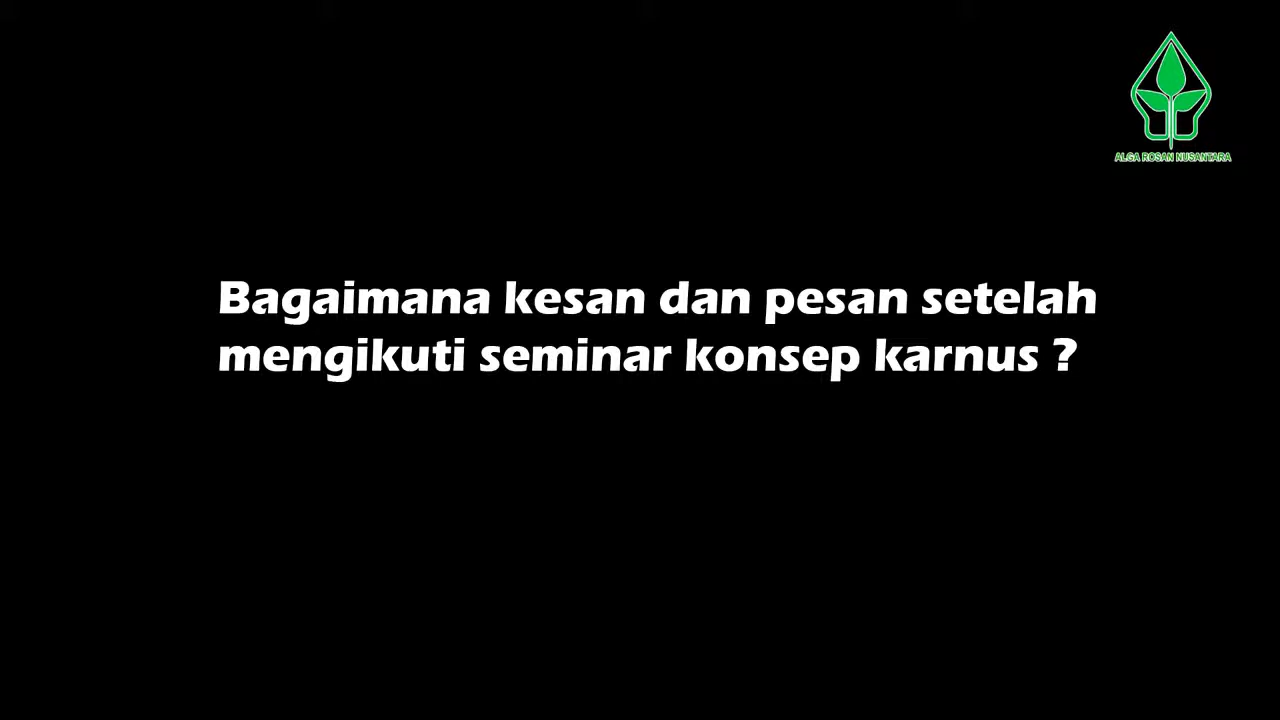 ALGA ROSAN NUSANTARA
Bagaimana kesan dan pesan setelah
mengikuti seminar konsep karnus ?